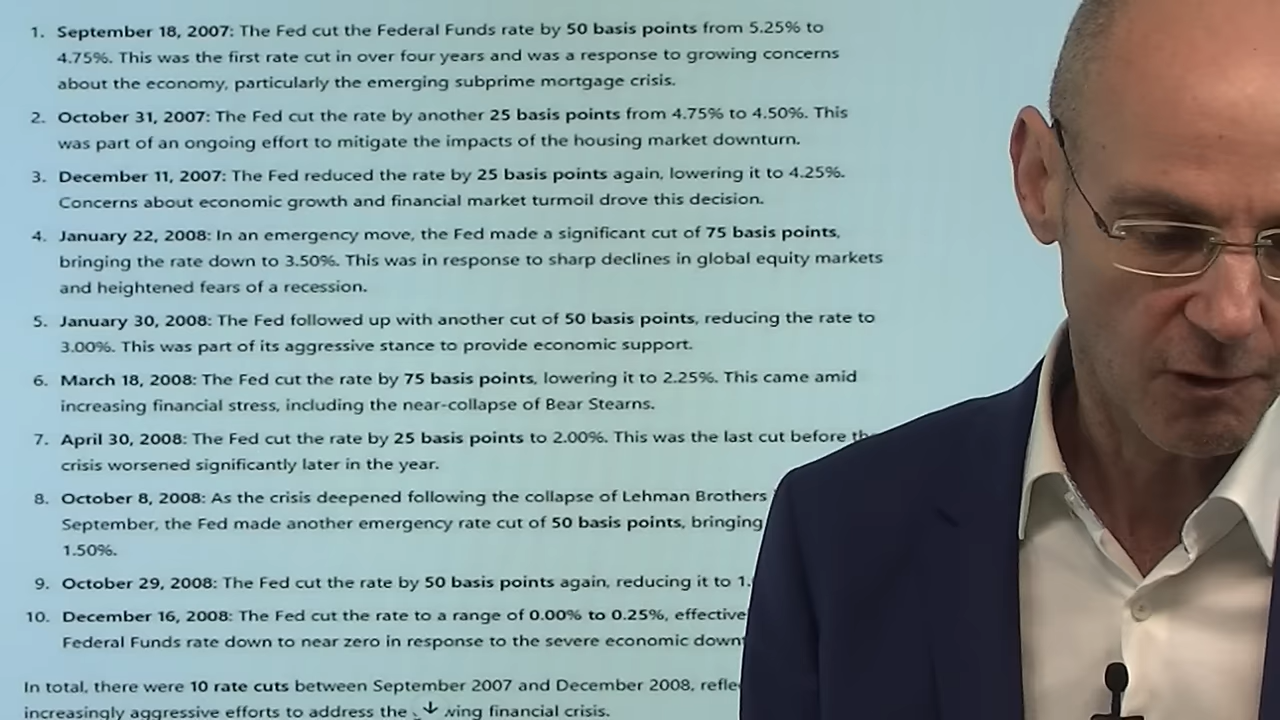 1. September 18, 2007: The Fed cut the Federal Funds rate by 50 basis points from 5.25% to
4.75%. This was the first rate cut in over four years and was a response to growing concerns
about the economy, particularly the emerging subprime mortgage crisis.
2. October 31, 2007: The Fed cut the rate by another 25 basis points from 4.75% to 4.50%. This
was part of an ongoing effort to mitigate the impacts of the housing market downturn.
3. December 11, 2007: The Fed reduced the rate by 25 basis points again, lowering it to 4.25%.
Concerns about economic growth and financial market turmoil drove this decision.
4. January 22, 2008: In an emergency move, the Fed made a significant cut of 75 basis points,
bringing the rate down to 3.50%. This was in response to sharp declines in global equity markets
and heightened fears of a recession.
5. January 30, 2008: The Fed followed up with another cut of 50 basis points, reducing the rate to
3.00%. This was part of its aggressive stance to provide economic support.
6. March 18, 2008: The Fed cut the rate by 75 basis points, lowering it to 2.25%. This came amid
increasing financial stress, including the near-collapse of Bear Stearns.
7. April 30, 2008: The Fed cut the rate by 25 basis points to 2.00%. This was the last cut before
crisis worsened significantly later in the year.
8. October 8, 2008: As the crisis deepened following the collapse of Lehman Brothers
September, the Fed made another emergency rate cut of 50 basis points, bringing
1.50%.
9. October 29, 2008: The Fed cut the rate by 50 basis points again, reducing it to 1.
10. December 16, 2008: The Fed cut the rate to a range of 0.00% to 0.25%,
Federal Funds rate down to near zero in response to the severe economic
In total, there were 10 rate cuts between September 2007 and December 2008,
increasingly aggressive efforts to address the financial crisis.